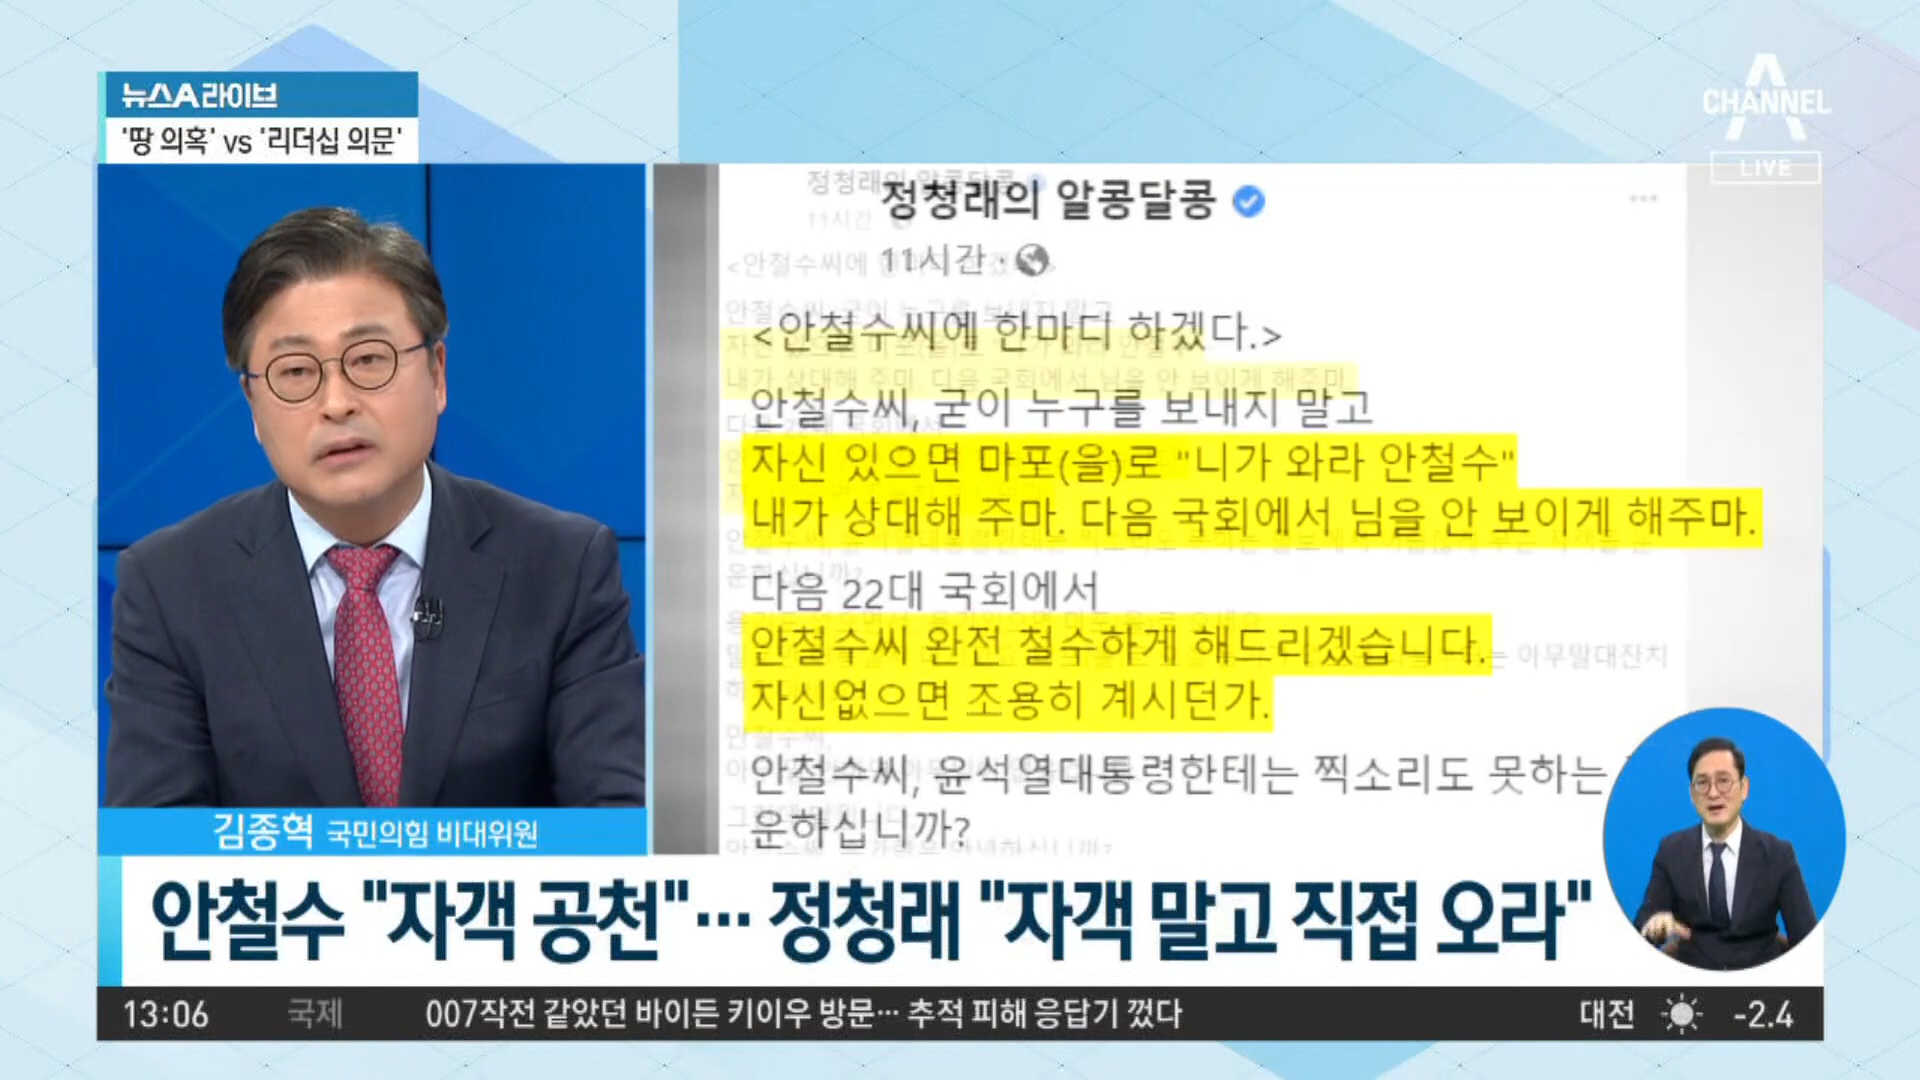 뉴스A라이브
'땅 의혹' vs '리더십 의문'
CHANNEL A
LIVE
정청래의 알콩달콩
11시간
<안철수씨에 한마디 하겠다.>
안철수씨, 굳이 누구를 보내지 말고
자신 있으면 마포(을)로 "니가 와라 안철수"
내가 상대해 주마. 다음 국회에서 님을 안 보이게 해주마.
다음 22대 국회에서
안철수씨 완전 철수하게 해드리겠습니다.
자신없으면 조용히 계시던가.
안철수씨, 윤석열대통령한테는 찍소리도 못하는
운하십니까?
김종혁 국민의힘 비대위원
안철수 "자객 공천"… 정청래 "자객 말고 직접 오라"
13:06 국제 007작전 같았던 바이든 키이우 방문… 추적 피해 응답기 껐다 대전 -2.4